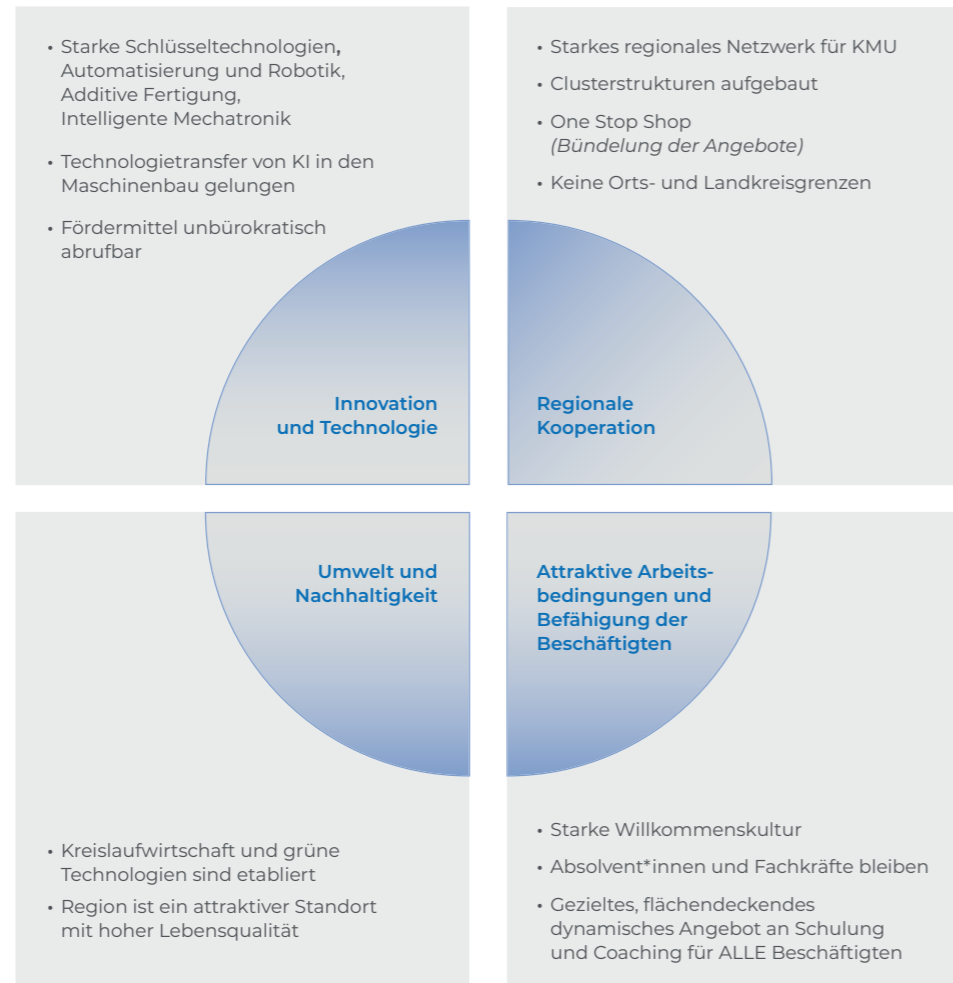 • Starke Schlüsseltechnologien,
Automatisierung und Robotik,
Additive Fertigung,
Intelligente Mechatronik
• Technologietransfer von KI in den
Maschinenbau gelungen
• Fördermittel unbürokratisch
abrufbar
Innovation
und Technologie
• Starkes regionales Netzwerk für KMU
• Clusterstrukturen aufgebaut
• One Stop Shop
(Bündelung der Angebote)
• Keine Orts- und Landkreisgrenzen
Regionale
Kooperation
Umwelt und
Nachhaltigkeit
• Kreislaufwirtschaft und grüne
Technologien sind etabliert
• Region ist ein attraktiver Standort
mit hoher Lebensqualität
Attraktive Arbeits-
bedingungen und
Befähigung der
Beschäftigten
• Starke Willkommenskultur
• Absolvent*innen und Fachkräfte bleiben
• Gezieltes, flächendeckendes
dynamisches Angebot an Schulung
und Coaching für ALLE Beschäftigten